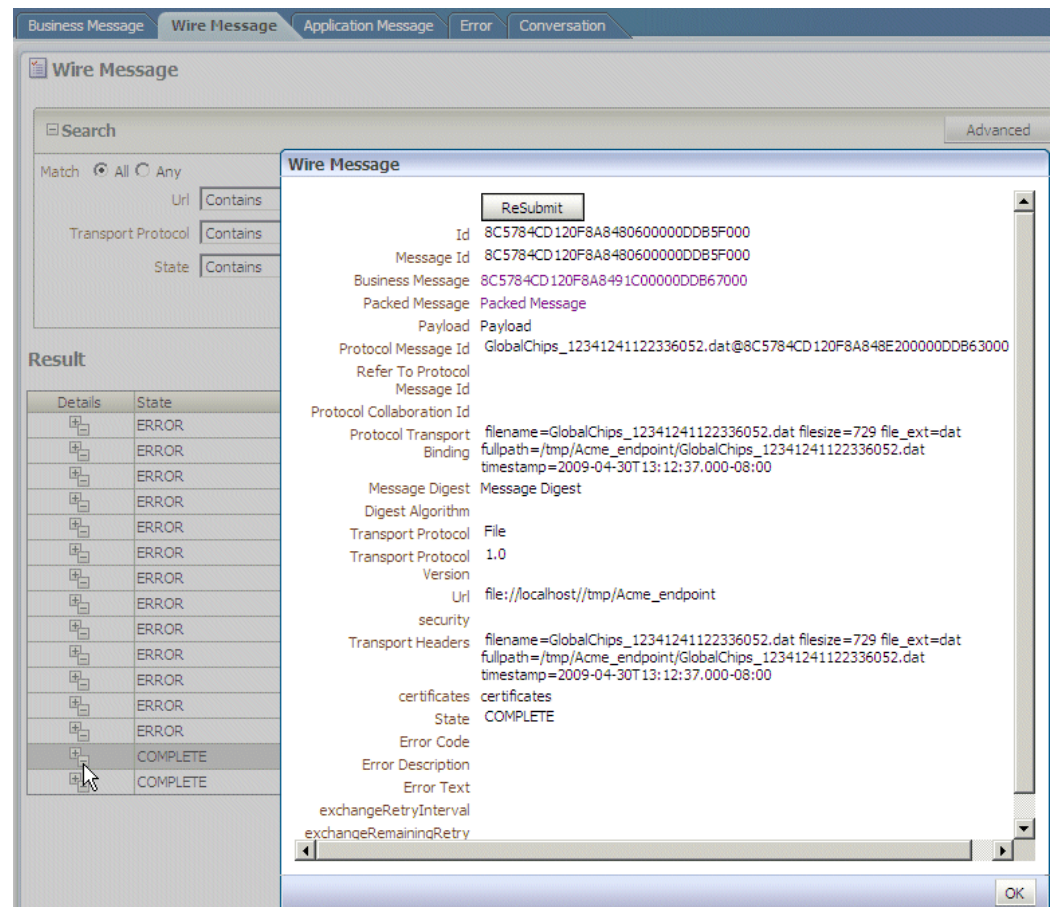 Business Message Wire Message Application Message Error Conversation
Wire Message
Search
Advanced
Match All Any
Url Contains
Transport Protocol Contains
State Contains
Result
Details State
ERROR
ERROR
ERROR
ERROR
ERROR
ERROR
ERROR
ERROR
ERROR
ERROR
ERROR
ERROR
ERROR
COMPLETE
COMPLETE
Wire Message
ReSubmit
Id 8C5784CD120F8A8480600000DDB5F000
Message Id 8C5784CD120F8A8480600000DDB5F000
Business Message 8C5784CD120F8A8491C00000DDB67000
Packed Message Packed Message
Payload Payload
Protocol Message Id GlobalChips_12341241122336052.dat@8C5784CD120F8A848E200000DDB63000
Refer To Protocol
Message Id
Protocol Collaboration Id
Protocol Transport filename=GlobalChips_12341241122336052.dat filesize=729 file_ext=dat
Binding fullpath=/tmp/Acme_endpoint/GlobalChips_12341241122336052.dat
timestamp=2009-04-30T13:12:37.000-08:00
Message Digest Message Digest
Digest Algorithm
Transport Protocol File
Transport Protocol 1.0
Version
Url file://localhost//tmp/Acme_endpoint
security
Transport Headers filename=GlobalChips_12341241122336052.dat filesize=729 file_ext=dat
fullpath=/tmp/Acme_endpoint/GlobalChips_12341241122336052.dat
timestamp=2009-04-30T13:12:37.000-08:00
certificates certificates
State COMPLETE
Error Code
Error Description
Error Text
exchangeRetryInterval
exchangeRemainingRetry
OK